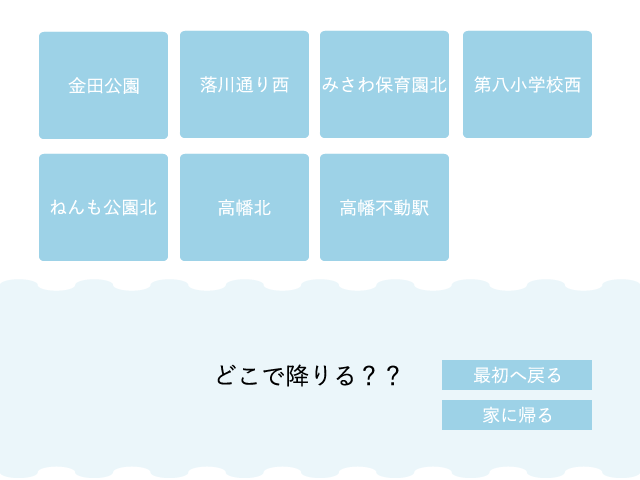 金田公園
落川通り西
みさわ保育園北
第八小学校西
ねんも公園北
高幡北
高幡不動駅
どこで降りる？？
最初へ戻る
家に帰る